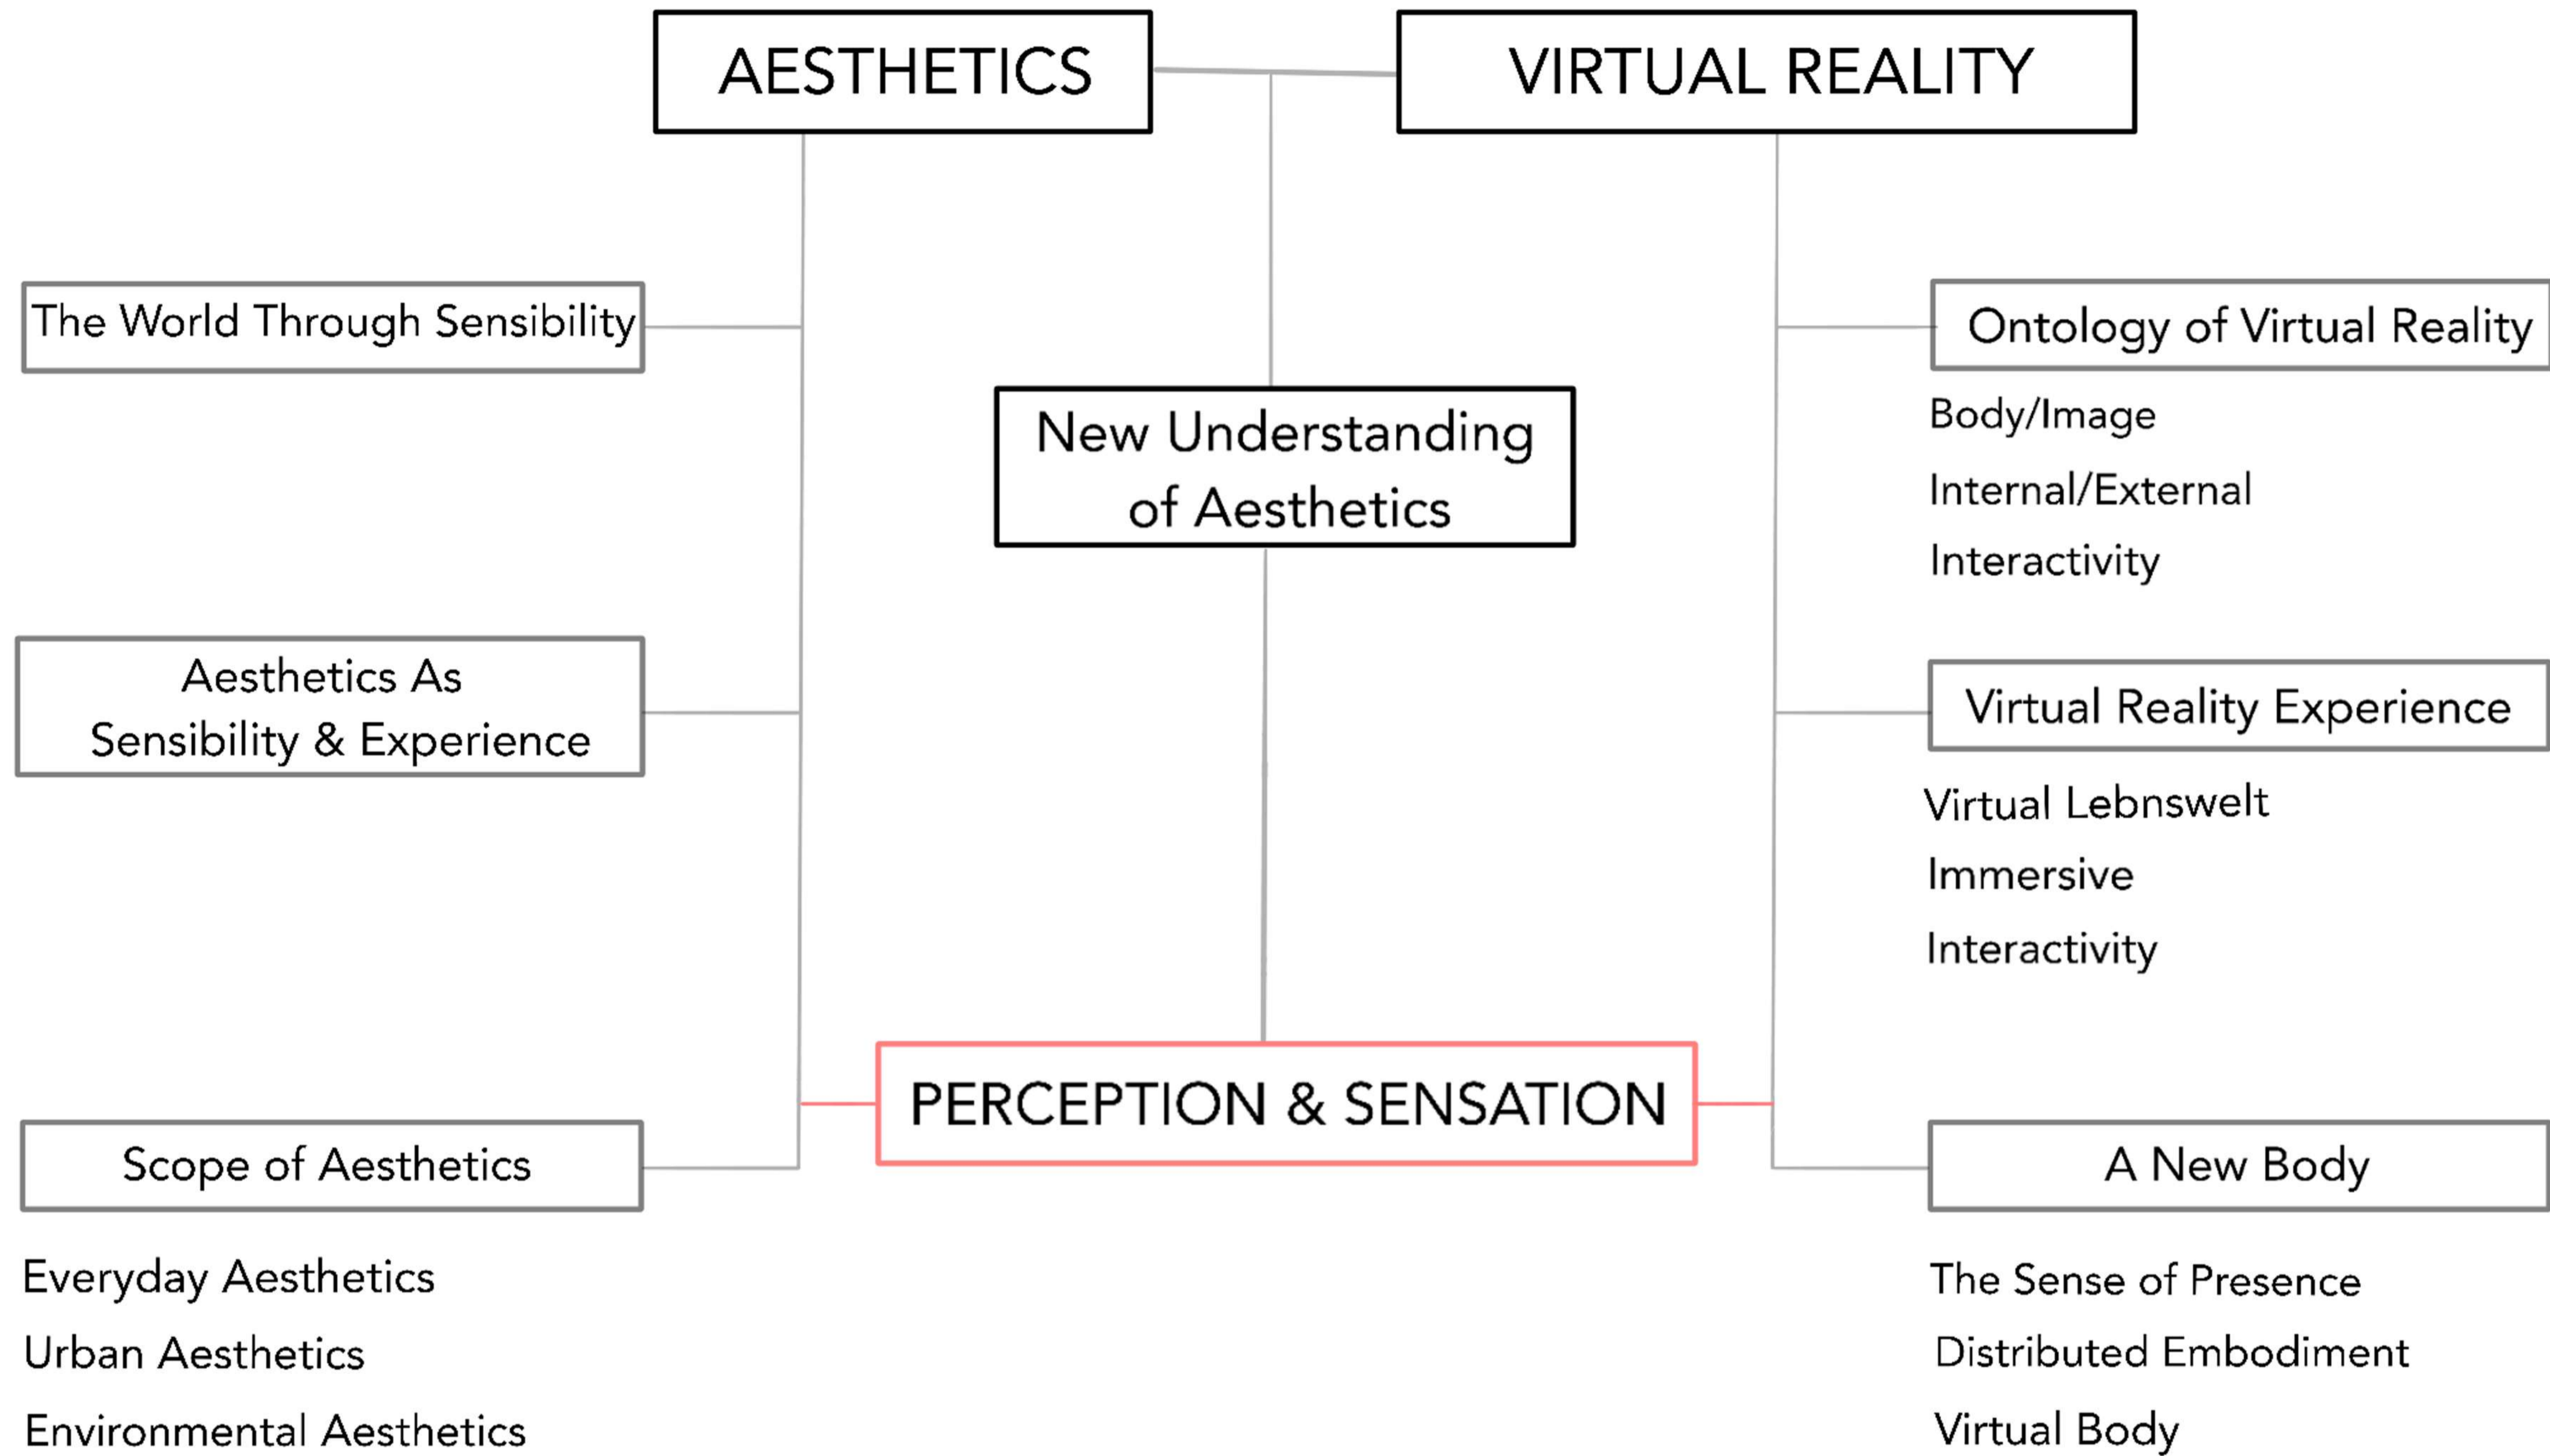 AESTHETICS
VIRTUAL REALITY
The World Through Sensibility
Ontology of Virtual Reality
Body/Image
Internal/External
Interactivity
New Understanding
of Aesthetics
Aesthetics As
Sensibility & Experience
Virtual Reality Experience
Virtual Lebnswelt
Immersive
Interactivity
PERCEPTION & SENSATION
Scope of Aesthetics
Everyday Aesthetics
Urban Aesthetics
Environmental Aesthetics
A New Body
The Sense of Presence
Distributed Embodiment
Virtual Body